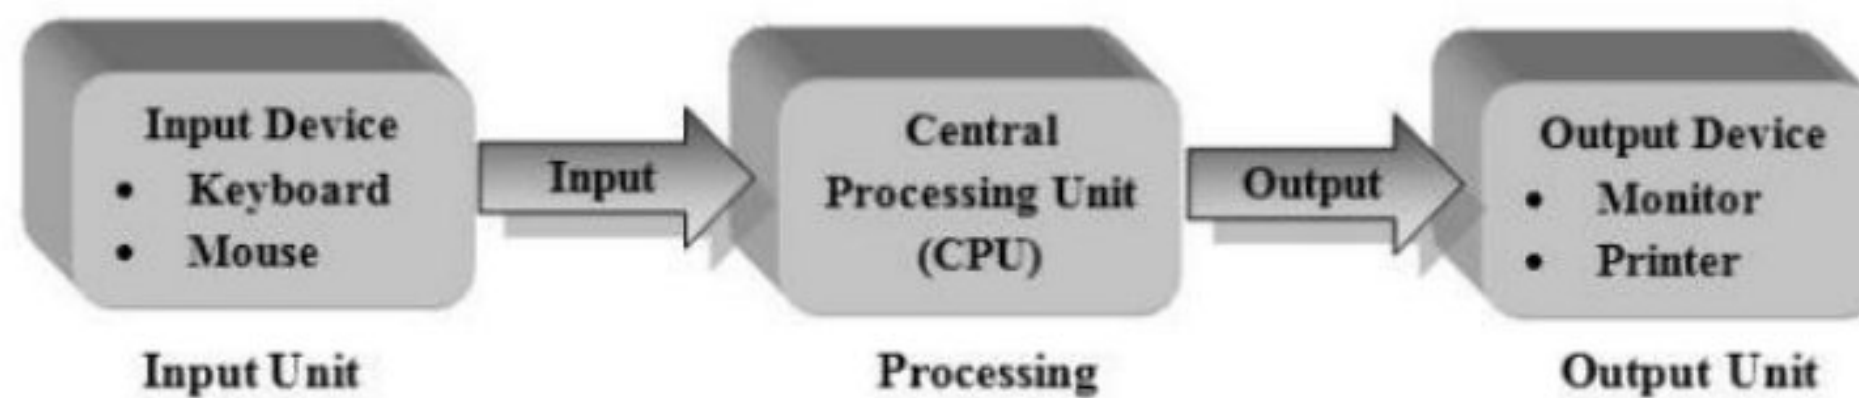 Input Device
• Keyboard
• Mouse
Input
Central
Processing Unit
(CPU)
Output
Output Device
• Monitor
• Printer
Input Unit
Processing
Output Unit